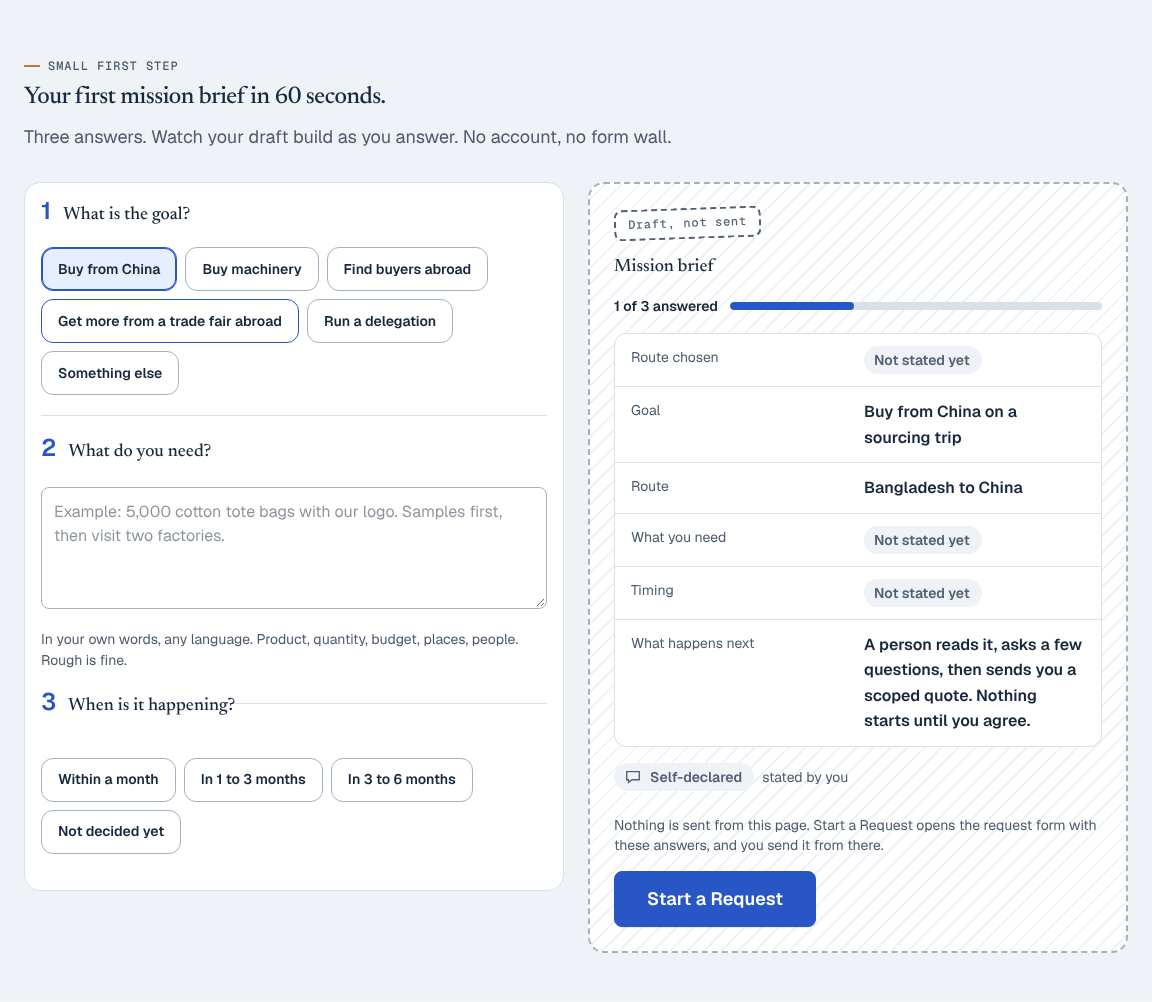 SMALL FIRST STEP
Your first mission brief in 60 seconds.
Three answers. Watch your draft build as you answer. No account, no form wall.
1 What is the goal?
Buy from China
Buy machinery
Find buyers abroad
Get more from a trade fair abroad
Run a delegation
Something else
2 What do you need?
Example: 5,000 cotton tote bags with our logo. Samples first,
then visit two factories.
In your own words, any language. Product, quantity, budget, places, people.
Rough is fine.
3 When is it happening?
Within a month
In 1 to 3 months
In 3 to 6 months
Not decided yet
Draft, not sent
Mission brief
1 of 3 answered
Route chosen
Not stated yet
Goal
Buy from China on a
sourcing trip
Route
Bangladesh to China
What you need
Not stated yet
Timing
Not stated yet
What happens next
A person reads it, asks a few
questions, then sends you a
scoped quote. Nothing
starts until you agree.
Self-declared
stated by you
Nothing is sent from this page. Start a Request opens the request form with
these answers, and you send it from there.
Start a Request